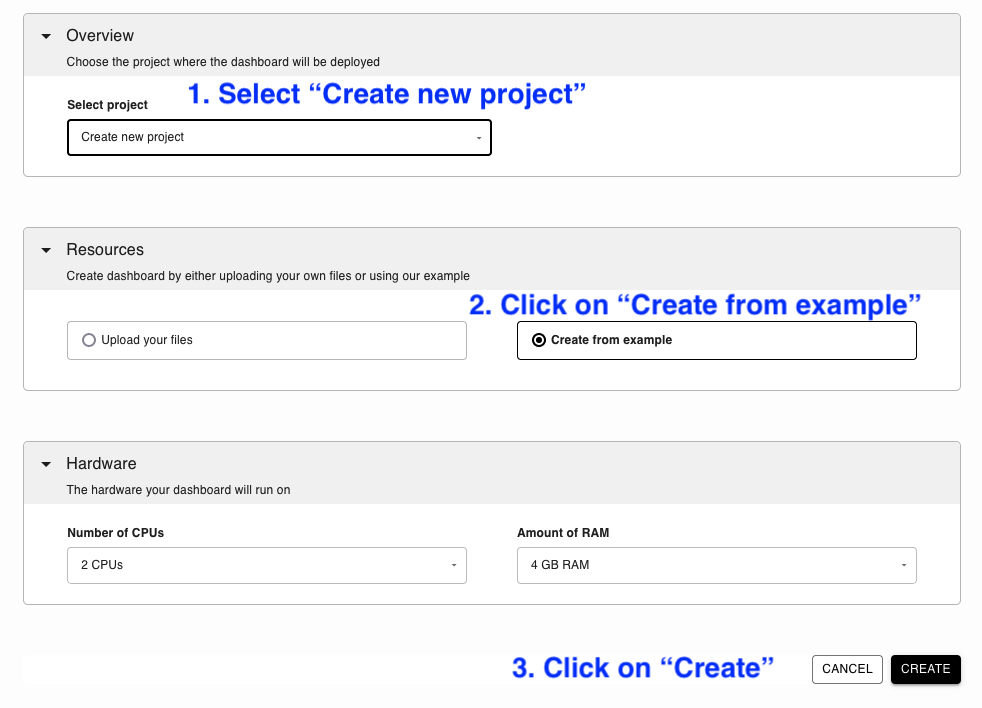 Overview
Choose the project where the dashboard will be deployed
1. Select “Create new project”
Select project
Create new project
Resources
Create dashboard by either uploading your own files or using our example
2. Click on “Create from example”
Upload your files
Create from example
Hardware
The hardware your dashboard will run on
Number of CPUs
Amount of RAM
2 CPUs
4 GB RAM
3. Click on “Create”
CANCEL
CREATE